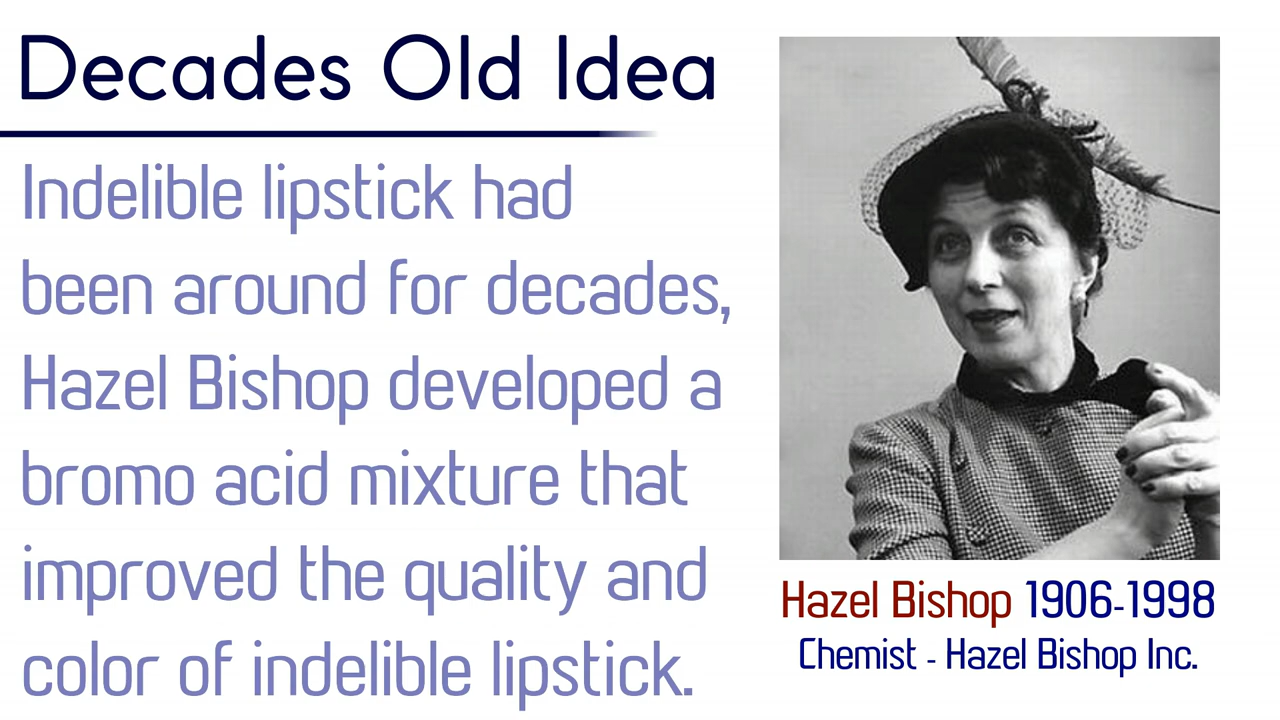 Decades Old Idea
Indelible lipstick had
been around for decades,
Hazel Bishop developed a
bromo acid mixture that
improved the quality and
color of indelible lipstick.
Hazel Bishop 1906-1998
Chemist - Hazel Bishop Inc.